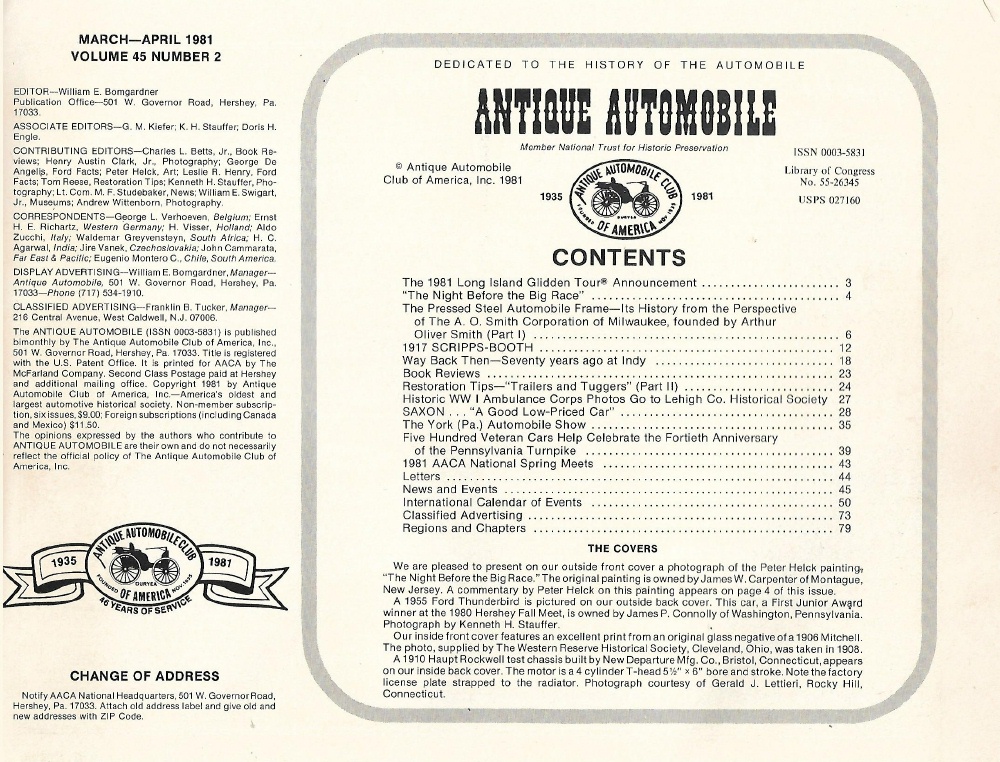 MARCH—APRIL 1981
VOLUME 45 NUMBER 2
EDITOR—William E. Bomgardner
Publication Office—501 W. Governor Road, Hershey, Pa.
17033.
ASSOCIATE EDITORS—G. M. Kiefer; K. H. Stauffer; Doris H.
Engle.
CONTRIBUTING EDITORS—Charles L. Betts, Jr., Book Re-
views; Henry Austin Clark, Jr., Photography; George De
Angelis, Ford Facts; Peter Helck, Art; Leslie R. Henry, Ford
Facts; Tom Reese, Restoration Tips; Kenneth H. Stauffer, Pho-
tography; Lt. Com. M. F. Studebaker, News; William E. Swigart,
Jr., Museums; Andrew Wittenborn, Photography.
CORRESPONDENTS—George L. Verhoeven, Belgium; Ernst
H. E. Richartz, Western Germany; H. Visser, Holland; Aldo
Zucchi, Italy; Waldemar Greyvensteyn, South Africa; H. C.
Agarwal, India; Jire Vanek, Czechoslovakia; John Cammarata,
Far East & Pacific; Eugenio Montero C., Chile, South America.
DISPLAY ADVERTISING—William E. Bomgardner, Manager—
Antique Automobile, 501 W. Governor Road, Hershey, Pa.
17033—Phone (717) 534-1910.
CLASSIFIED ADVERTISING—Franklin B. Tucker, Manager—
216 Central Avenue, West Caldwell, N.J. 07006.
The ANTIQUE AUTOMOBILE (ISSN 0003-5831) is published
bimonthly by The Antique Automobile Club of America, Inc.,
501 W. Governor Road, Hershey, Pa. 17033. Title is registered
with the U.S. Patent Office. It is printed for AACA by The
McFarland Company. Second Class Postage paid at Hershey
and additional mailing office. Copyright 1981 by Antique
Automobile Club of America, Inc.—America's oldest and
largest automotive historical society. Non-member subscrip-
tion, six issues, $9.00; Foreign subscriptions (including Canada
and Mexico) $11.50.
The opinions expressed by the authors who contribute to
ANTIQUE AUTOMOBILE are their own and do not necessarily
reflect the official policy of The Antique Automobile Club of
America, Inc.
1935
ANTIQUE AUTOMOBILE CLUB
OF AMERICA
FOUNDED NOV. 1935
DURYEA
1981
46 YEARS OF SERVICE
CHANGE OF ADDRESS
Notify AACA National Headquarters, 501 W. Governor Road,
Hershey, Pa. 17033. Attach old address label and give old and
new addresses with ZIP Code.
DEDICATED TO THE HISTORY OF THE AUTOMOBILE
ANTIQUE AUTOMOBILE
Member National Trust for Historic Preservation
© Antique Automobile
Club of America, Inc. 1981
1935
ANTIQUE AUTOMOBILE CLUB
OF AMERICA
FOUNDED NOV. 1935
DURYEA
1981
ISSN 0003-5831
Library of Congress
No. 55-26345
USPS 027160
CONTENTS
The 1981 Long Island Glidden Tour® Announcement .................... 3
"The Night Before the Big Race" .................... 4
The Pressed Steel Automobile Frame—Its History from the Perspective
of The A. O. Smith Corporation of Milwaukee, founded by Arthur
Oliver Smith (Part I) .................... 6
1917 SCRIPPS-BOOTH .................... 12
Way Back Then—Seventy years ago at Indy .................... 18
Book Reviews .................... 23
Restoration Tips—"Trailers and Tuggers" (Part II) .................... 24
Historic WW I Ambulance Corps Photos Go to Lehigh Co. Historical Society 27
SAXON . . . "A Good Low-Priced Car" .................... 28
The York (Pa.) Automobile Show .................... 35
Five Hundred Veteran Cars Help Celebrate the Fortieth Anniversary
of the Pennsylvania Turnpike .................... 39
1981 AACA National Spring Meets .................... 43
Letters .................... 44
News and Events .................... 45
International Calendar of Events .................... 50
Classified Advertising .................... 73
Regions and Chapters .................... 79
THE COVERS
We are pleased to present on our outside front cover a photograph of the Peter Helck painting,
"The Night Before the Big Race." The original painting is owned by James W. Carpenter of Montague,
New Jersey. A commentary by Peter Helck on this painting appears on page 4 of this issue.
A 1955 Ford Thunderbird is pictured on our outside back cover. This car, a First Junior Award
winner at the 1980 Hershey Fall Meet, is owned by James P. Connolly of Washington, Pennsylvania.
Photograph by Kenneth H. Stauffer.
Our inside front cover features an excellent print from an original glass negative of a 1906 Mitchell.
The photo, supplied by The Western Reserve Historical Society, Cleveland, Ohio, was taken in 1908.
A 1910 Haupt Rockwell test chassis built by New Departure Mfg. Co., Bristol, Connecticut, appears
on our inside back cover. The motor is a 4 cylinder T-head 5½" × 6" bore and stroke. Note the factory
license plate strapped to the radiator. Photograph courtesy of Gerald J. Lettieri, Rocky Hill,
Connecticut.